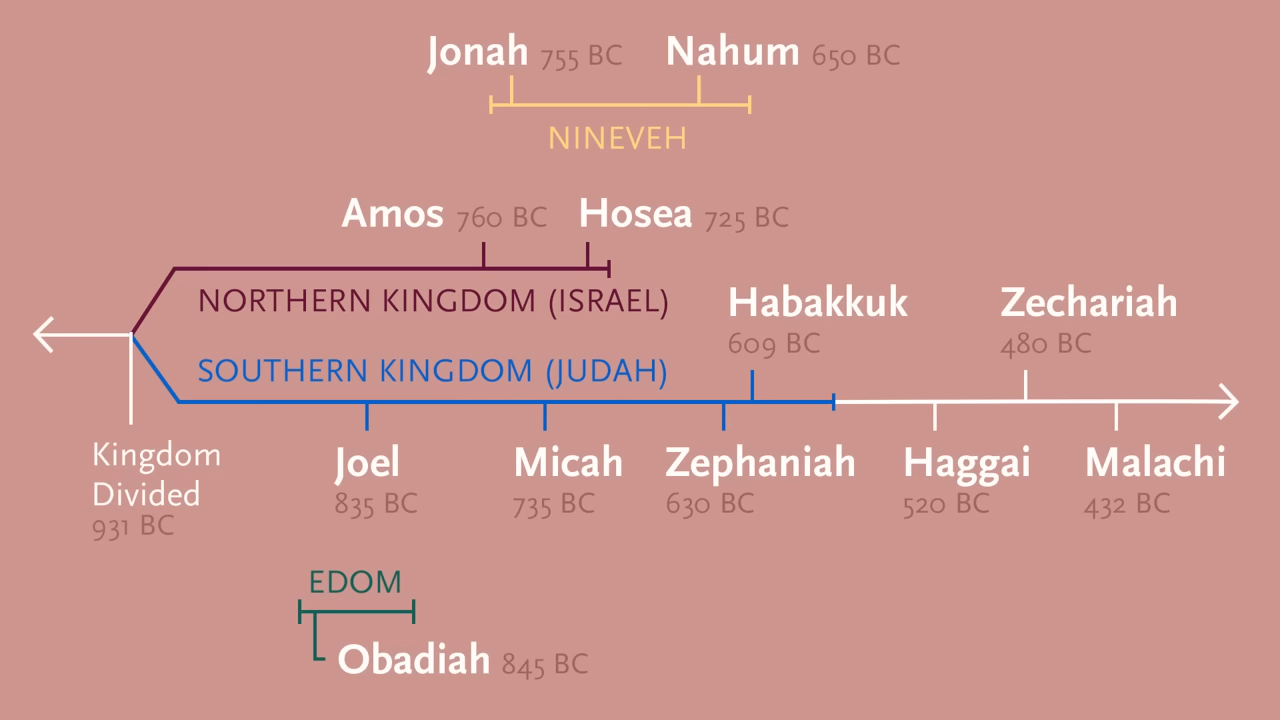 Jonah 755 BC Nahum 650 BC
NINEVEH
Amos 760 BC Hosea 725 BC
NORTHERN KINGDOM (ISRAEL)
Habakkuk
609 BC
Zechariah
480 BC
SOUTHERN KINGDOM (JUDAH)
Kingdom
Divided
931 BC
Joel
835 BC
Micah
735 BC
Zephaniah
630 BC
Haggai
520 BC
Malachi
432 BC
EDOM
Obadiah 845 BC